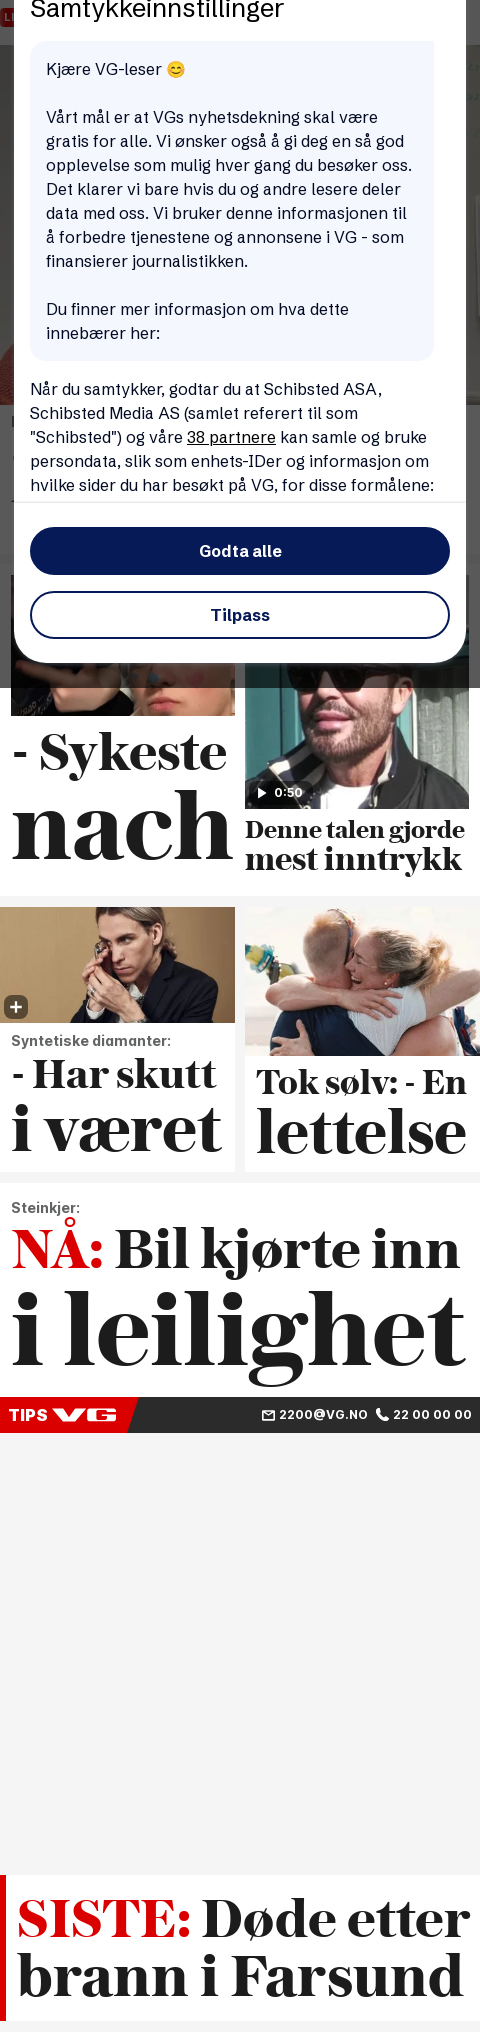 Samtykkeinnstillinger
Kjære VG-leser 😊
Vårt mål er at VGs nyhetsdekning skal være
gratis for alle. Vi ønsker også å gi deg en så god
opplevelse som mulig hver gang du besøker oss.
Det klarer vi bare hvis du og andre lesere deler
data med oss. Vi bruker denne informasjonen til
å forbedre tjenestene og annonsene i VG - som
finansierer journalistikken.
Du finner mer informasjon om hva dette
innebærer her:
Når du samtykker, godtar du at Schibsted ASA,
Schibsted Media AS (samlet referert til som
"Schibsted") og våre 38 partnere kan samle og bruke
persondata, slik som enhets-IDer og informasjon om
hvilke sider du har besøkt på VG, for disse formålene:
Godta alle
Tilpass
- Sykeste
nach
0:50
Denne talen gjorde
mest inntrykk
Syntetiske diamanter:
- Har skutt
i været
Tok sølv: - En
lettelse
Steinkjer:
NÅ: Bil kjørte inn
i leilighet
TIPS VG 2200@VG.NO 22 00 00 00
SISTE: Døde etter
brann i Farsund